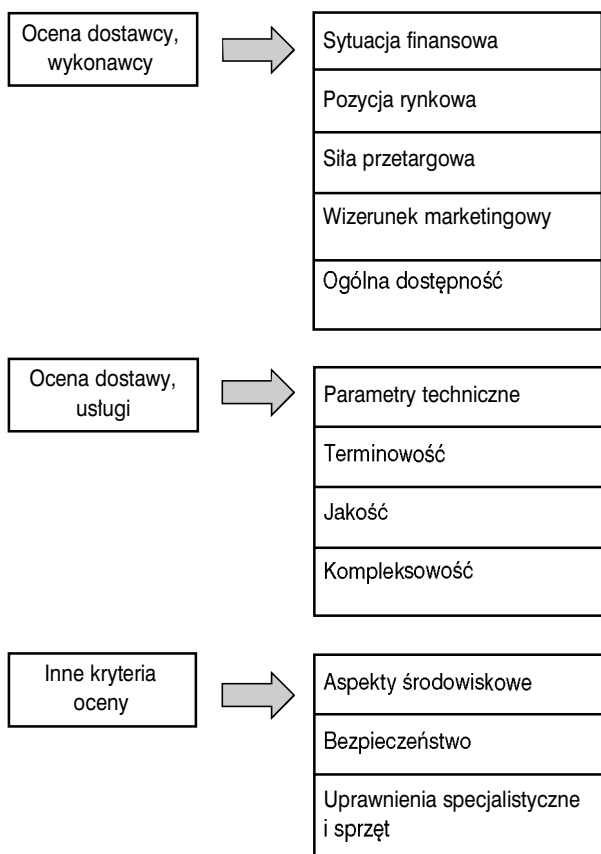 Ocena dostawcy,
wykonawcy
Sytuacja finansowa
Pozycja rynkowa
Siła przetargowa
Wizerunek marketingowy
Ogólna dostępność
Ocena dostawy,
usługi
Parametry techniczne
Terminowość
Jakość
Kompleksowość
Inne kryteria
oceny
Aspekty środowiskowe
Bezpieczeństwo
Uprawnienia specjalistyczne
i sprzęt